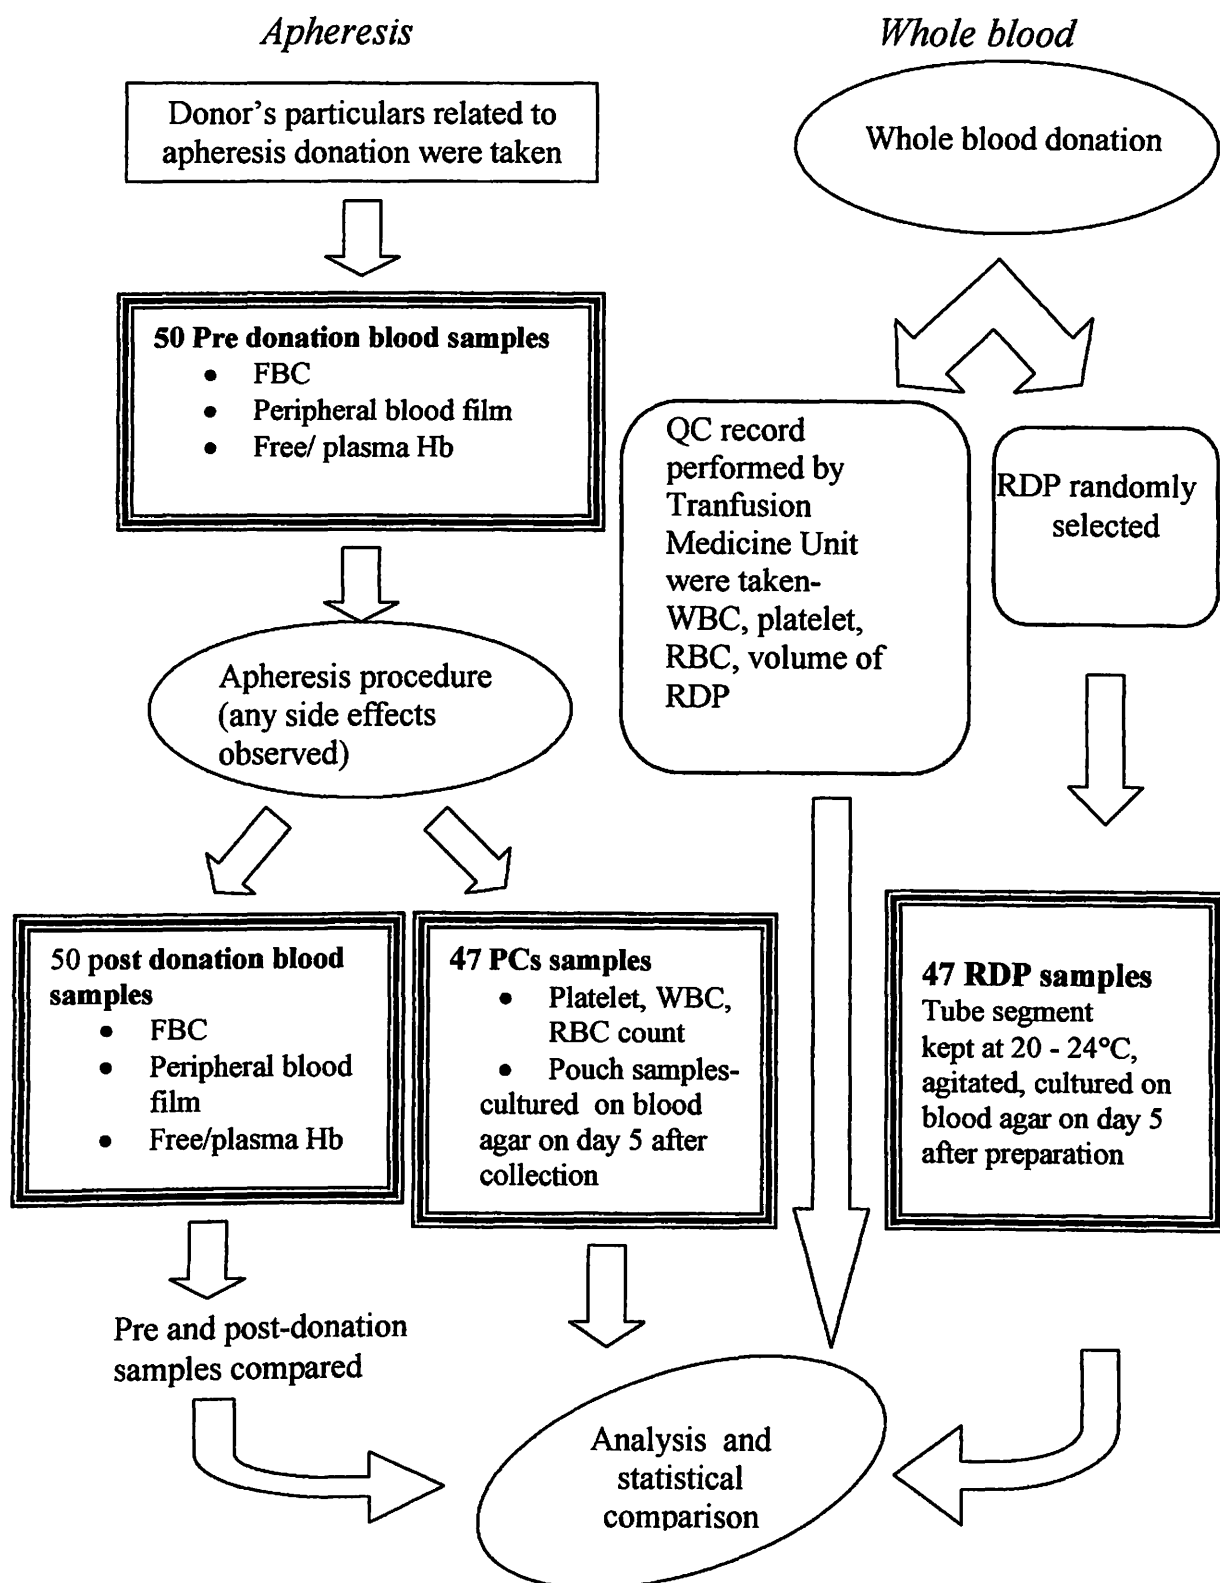 Apheresis
Whole blood
Donor's particulars related to
apheresis donation were taken
Whole blood donation
50 Pre donation blood samples
• FBC
• Peripheral blood film
• Free/ plasma Hb
QC record
performed by
Tranfusion
Medicine Unit
were taken-
WBC, platelet,
RBC, volume of
RDP
RDP randomly
selected
Apheresis procedure
(any side effects
observed)
50 post donation blood
samples
• FBC
• Peripheral blood
film
• Free/plasma Hb
47 PCs samples
• Platelet, WBC,
RBC count
• Pouch samples-
cultured on blood
agar on day 5 after
collection
47 RDP samples
Tube segment
kept at 20 - 24°C,
agitated, cultured on
blood agar on day 5
after preparation
Pre and post-donation
samples compared
Analysis and
statistical
comparison